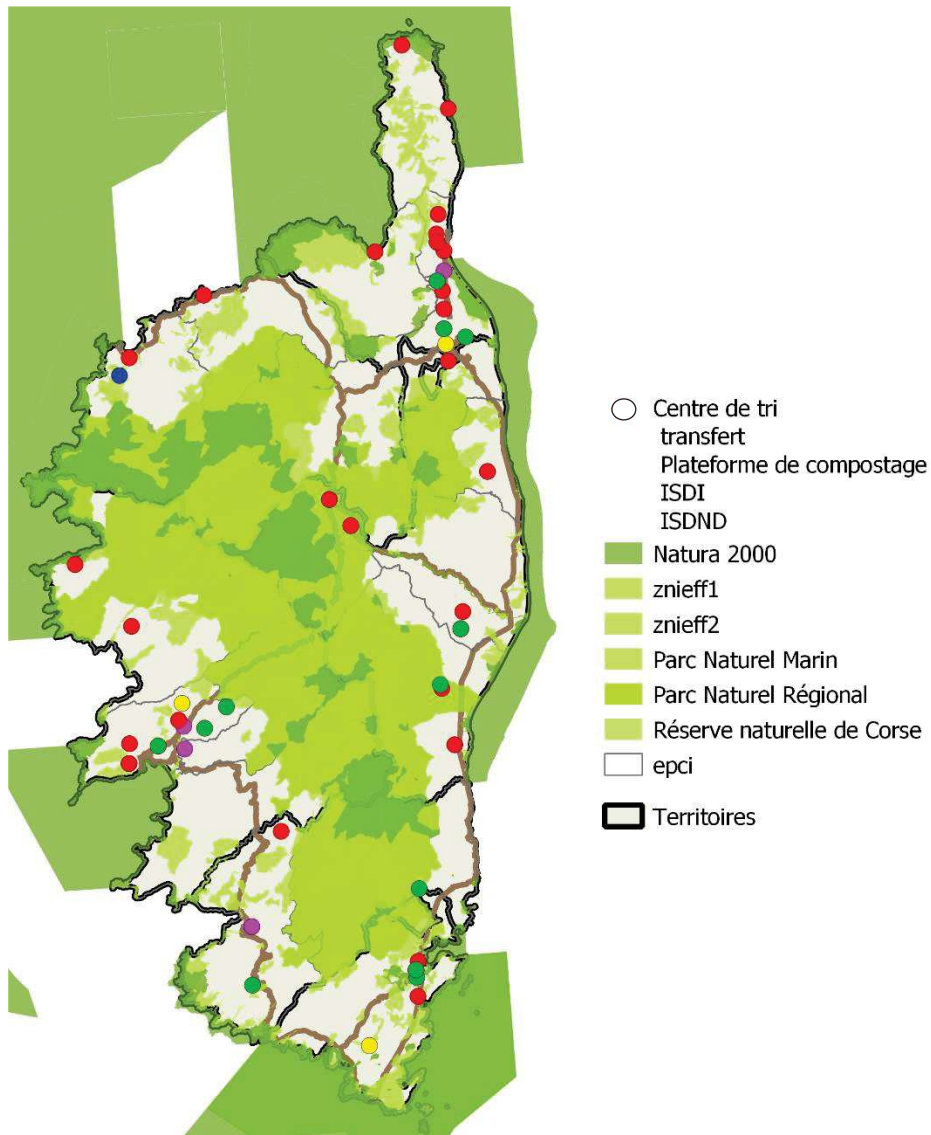 Centre de tri
transfert
Plateforme de compostage
ISDI
ISDND
Natura 2000
znieff1
znieff2
Parc Naturel Marin
Parc Naturel Régional
Réserve naturelle de Corse
epci
Territoires